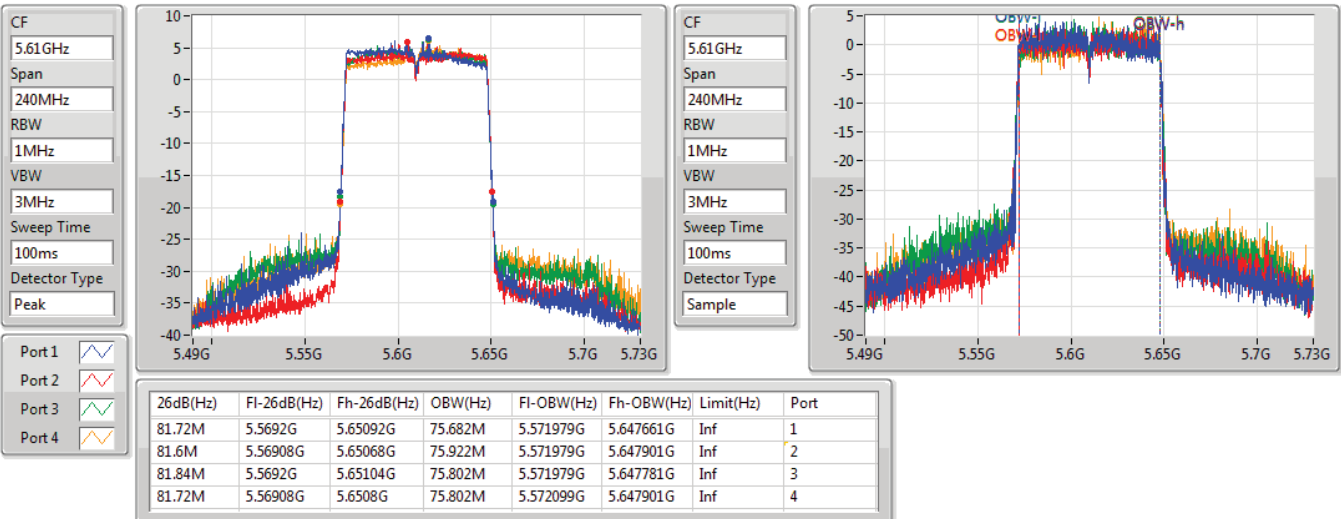 CF
5.61GHz
Span
240MHz
RBW
1MHz
VBW
3MHz
Sweep Time
100ms
Detector Type
Peak
10
5
0
-5
-10
-15
-20
-25
-30
-35
-40
5.49G 5.55G 5.6G 5.65G 5.7G 5.73G
CF
5.61GHz
Span
240MHz
RBW
1MHz
VBW
3MHz
Sweep Time
100ms
Detector Type
Sample
OBW-h
5
0
-5
-10
-15
-20
-25
-30
-35
-40
-45
-50
5.49G 5.55G 5.6G 5.65G 5.7G 5.73G
Port 1
Port 2
Port 3
Port 4
26dB(Hz) Fl-26dB(Hz) Fh-26dB(Hz) OBW(Hz) Fl-OBW(Hz) Fh-OBW(Hz) Limit(Hz) Port
81.72M 5.5692G 5.65092G 75.682M 5.571979G 5.647661G Inf 1
81.6M 5.56908G 5.65068G 75.922M 5.571979G 5.647901G Inf 2
81.84M 5.5692G 5.65104G 75.802M 5.571979G 5.647781G Inf 3
81.72M 5.56908G 5.6508G 75.802M 5.572099G 5.647901G Inf 4